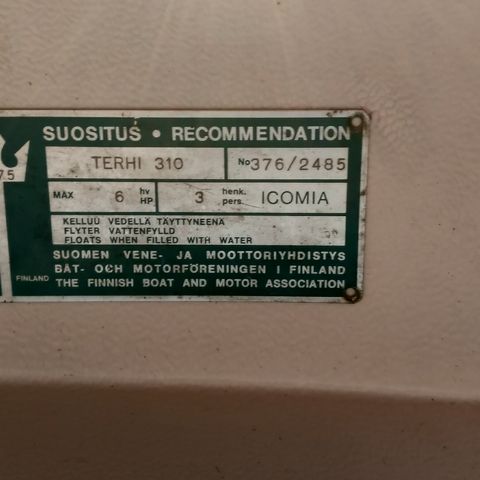 SUOSITUS • RECOMMENDATION
TERHI 310 No 376/2485
MAX 6 hv HP 3 henk. pers. ICOMIA
KELLUU VEDELLÄ TÄYTTYNEENÄ
FLYTER VATTENFYLLD
FLOATS WHEN FILLED WITH WATER
SUOMEN VENE- JA MOOTTORIYHDISTYS
BÅT- OCH MOTORFÖRENINGEN I FINLAND
FINLAND THE FINNISH BOAT AND MOTOR ASSOCIATION